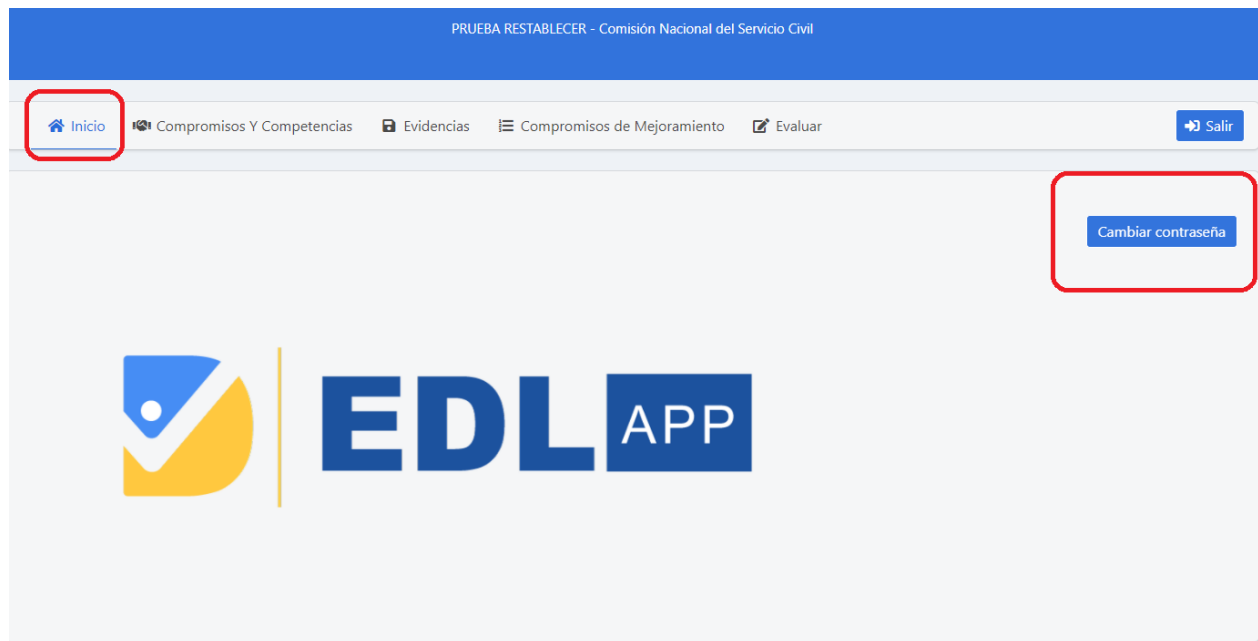 PRUEBA RESTABLECER - Comisión Nacional del Servicio Civil
Inicio Compromisos Y Competencias Evidencias Compromisos de Mejoramiento Evaluar Salir
Cambiar contraseña
EDL APP